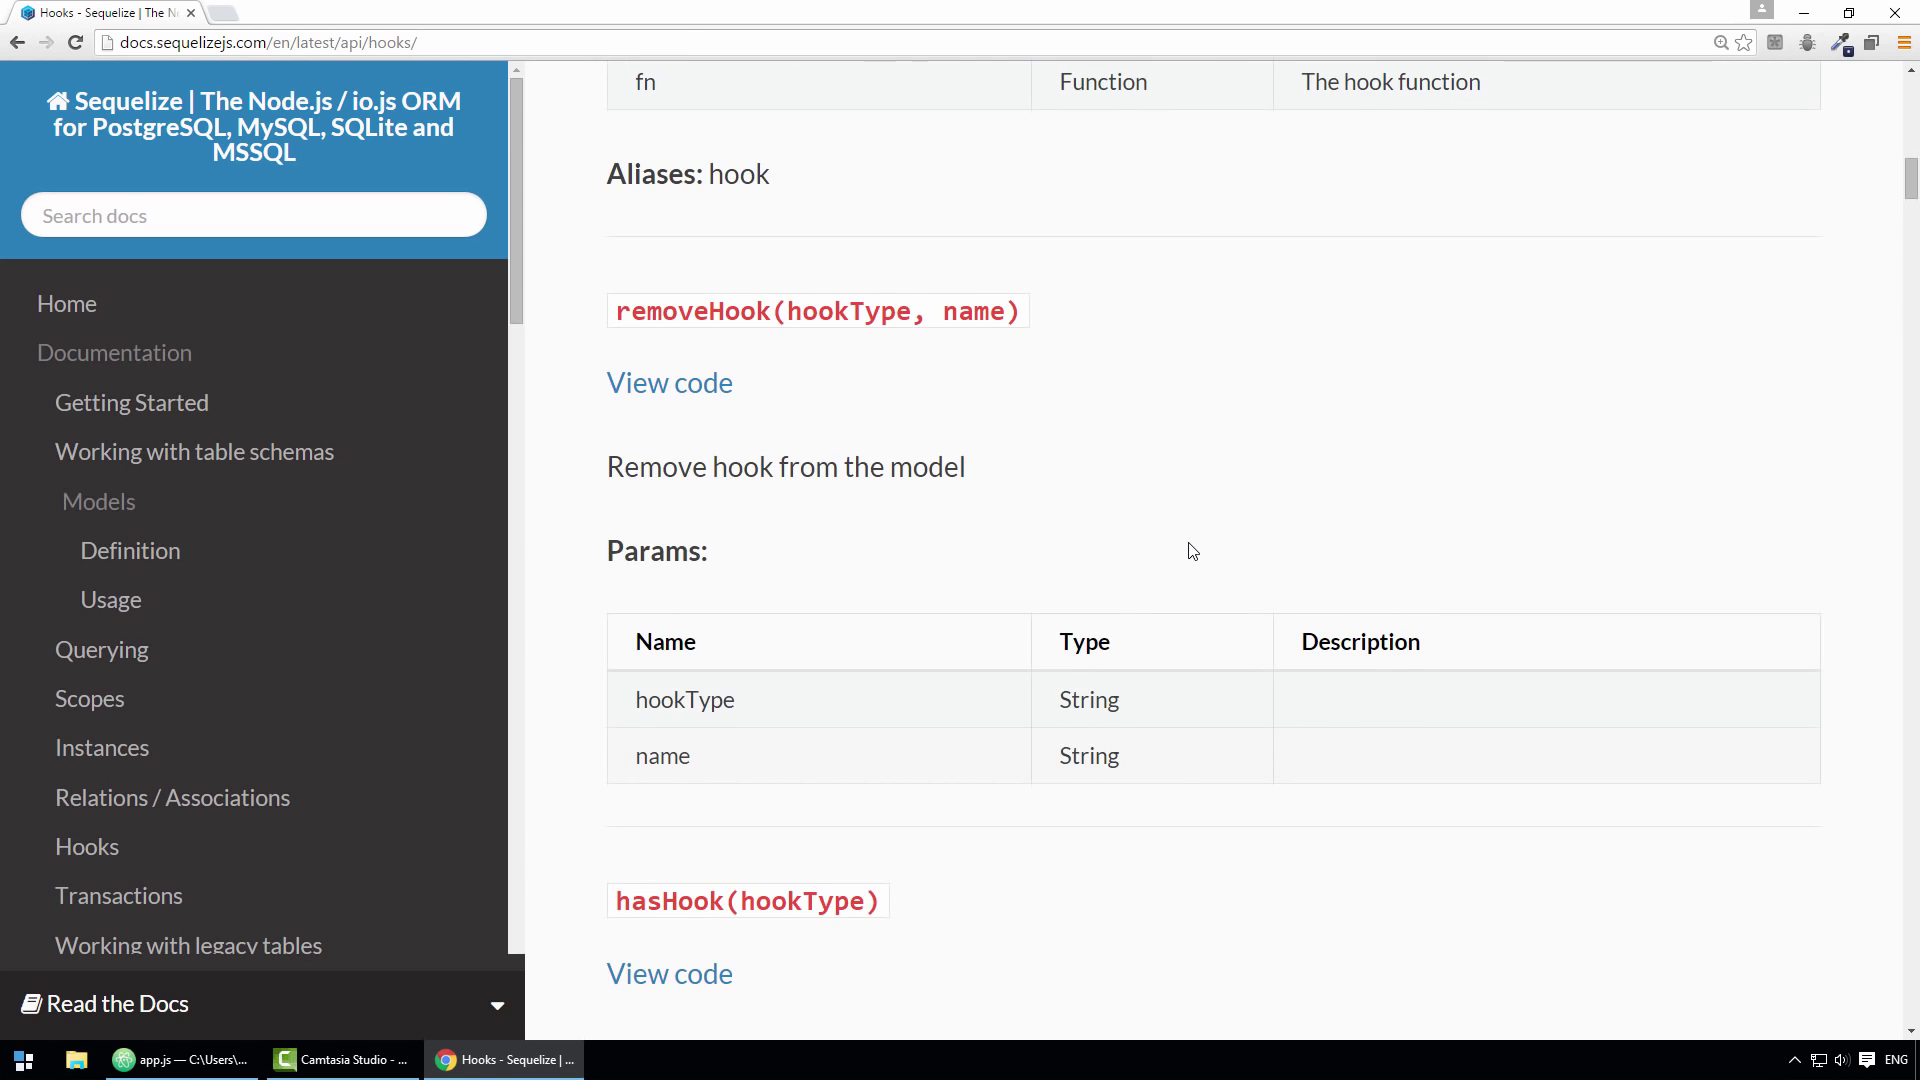 Hooks - Sequelize | The N
docs.sequelizejs.com/en/latest/api/hooks/
Sequelize | The Node.js / io.js ORM
for PostgreSQL, MySQL, SQLite and
MSSQL
Search docs
Home
Documentation
Getting Started
Working with table schemas
Models
Definition
Usage
Querying
Scopes
Instances
Relations / Associations
Hooks
Transactions
Working with legacy tables
Read the Docs
fn Function The hook function
Aliases: hook
removeHook(hookType, name)
View code
Remove hook from the model
Params:
Name Type Description
hookType String
name String
hasHook(hookType)
View code
app.js — C:\Users\...
Camtasia Studio - ...
Hooks - Sequelize | ...
ENG